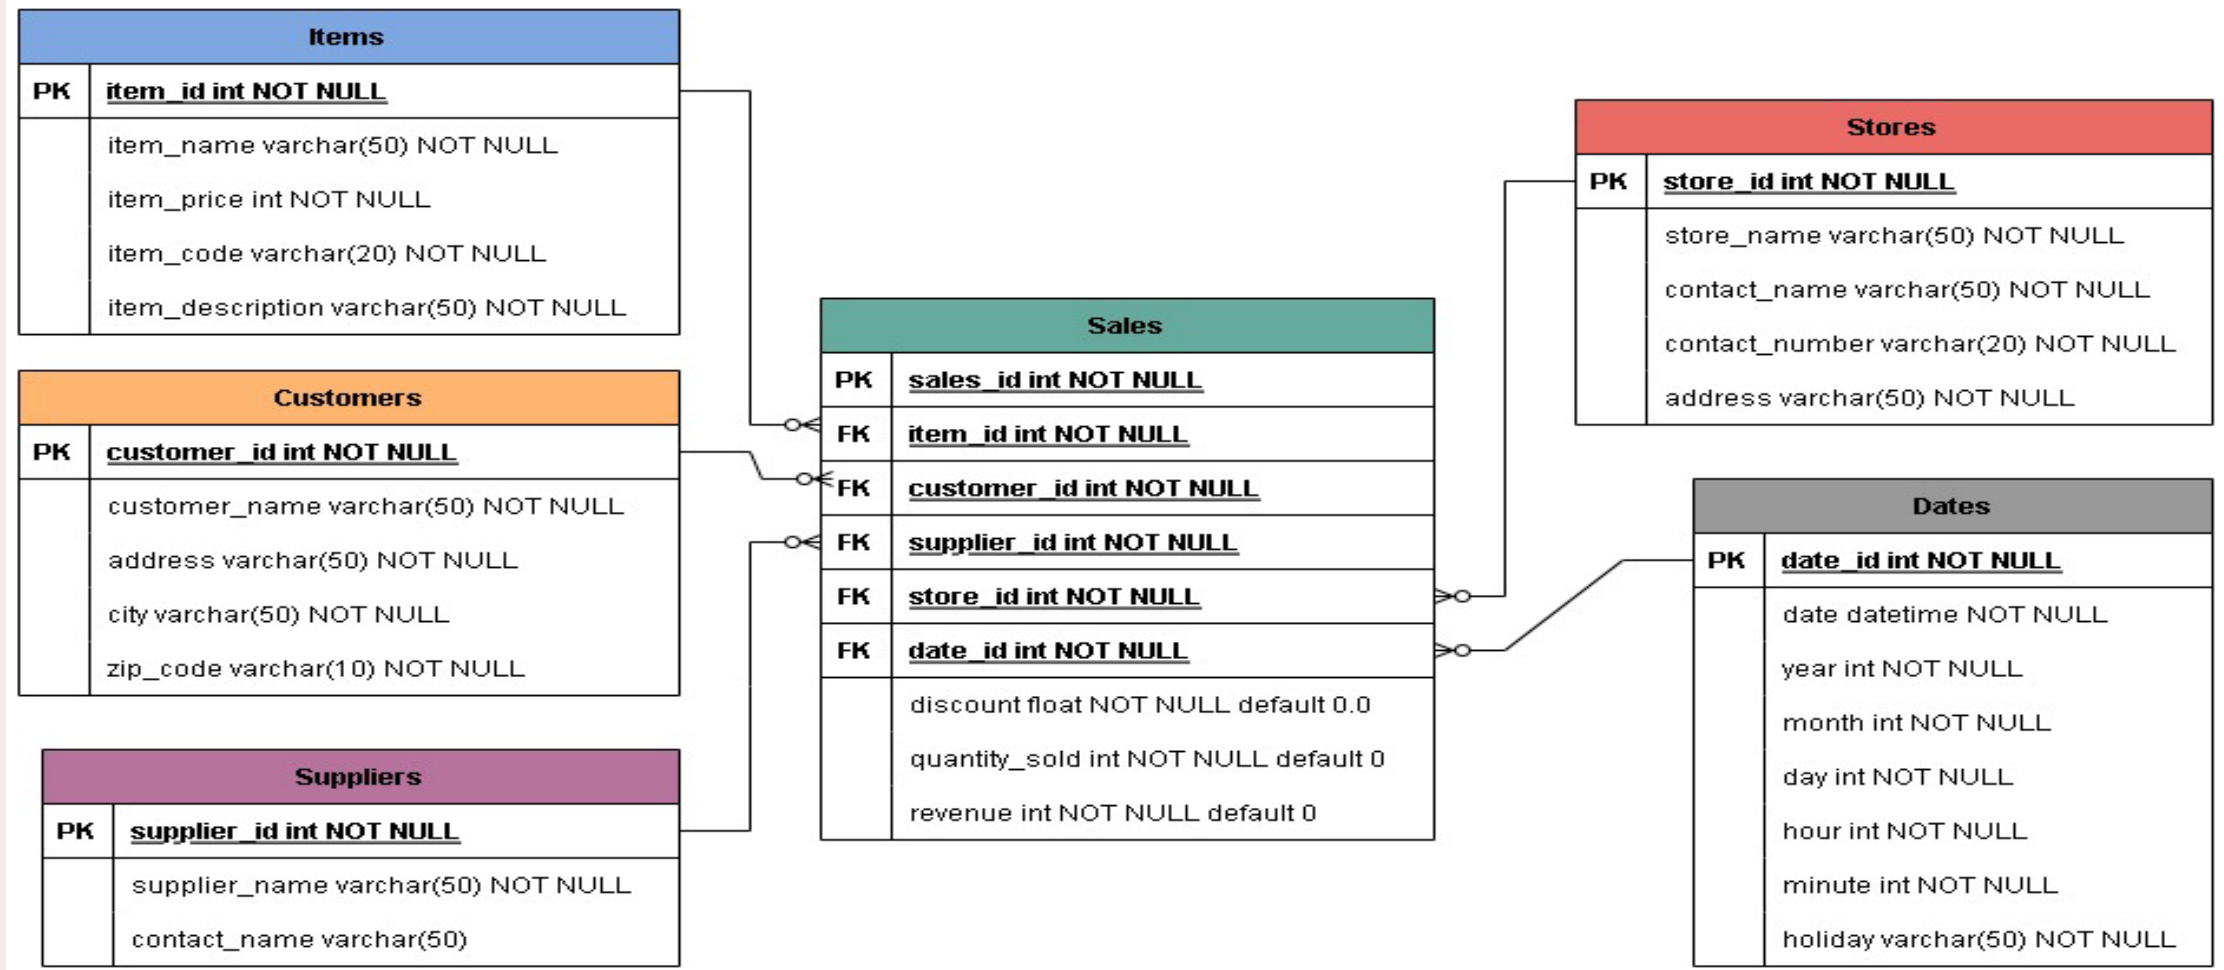 Items
PK item_id int NOT NULL
item_name varchar(50) NOT NULL
item_price int NOT NULL
item_code varchar(20) NOT NULL
item_description varchar(50) NOT NULL
Customers
PK customer_id int NOT NULL
customer_name varchar(50) NOT NULL
address varchar(50) NOT NULL
city varchar(50) NOT NULL
zip_code varchar(10) NOT NULL
Suppliers
PK supplier_id int NOT NULL
supplier_name varchar(50) NOT NULL
contact_name varchar(50)
Sales
PK sales_id int NOT NULL
FK item_id int NOT NULL
FK customer_id int NOT NULL
FK supplier_id int NOT NULL
FK store_id int NOT NULL
FK date_id int NOT NULL
discount float NOT NULL default 0.0
quantity_sold int NOT NULL default 0
revenue int NOT NULL default 0
Stores
PK store_id int NOT NULL
store_name varchar(50) NOT NULL
contact_name varchar(50) NOT NULL
contact_number varchar(20) NOT NULL
address varchar(50) NOT NULL
Dates
PK date_id int NOT NULL
date datetime NOT NULL
year int NOT NULL
month int NOT NULL
day int NOT NULL
hour int NOT NULL
minute int NOT NULL
holiday varchar(50) NOT NULL